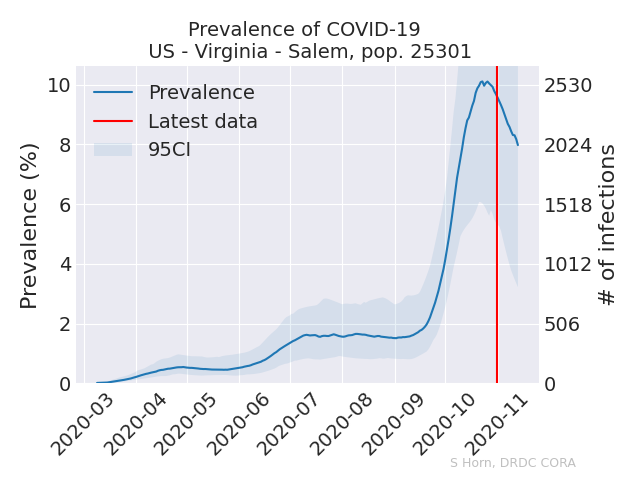 Prevalence of COVID-19
US - Virginia - Salem, pop. 25301
Prevalence
Latest data
95CI
Prevalence (%)
10
8
6
4
2
0
2530
2024
1518
1012
506
0
# of infections
2020-03
2020-04
2020-05
2020-06
2020-07
2020-08
2020-09
2020-10
2020-11
S Horn, DRDC CORA